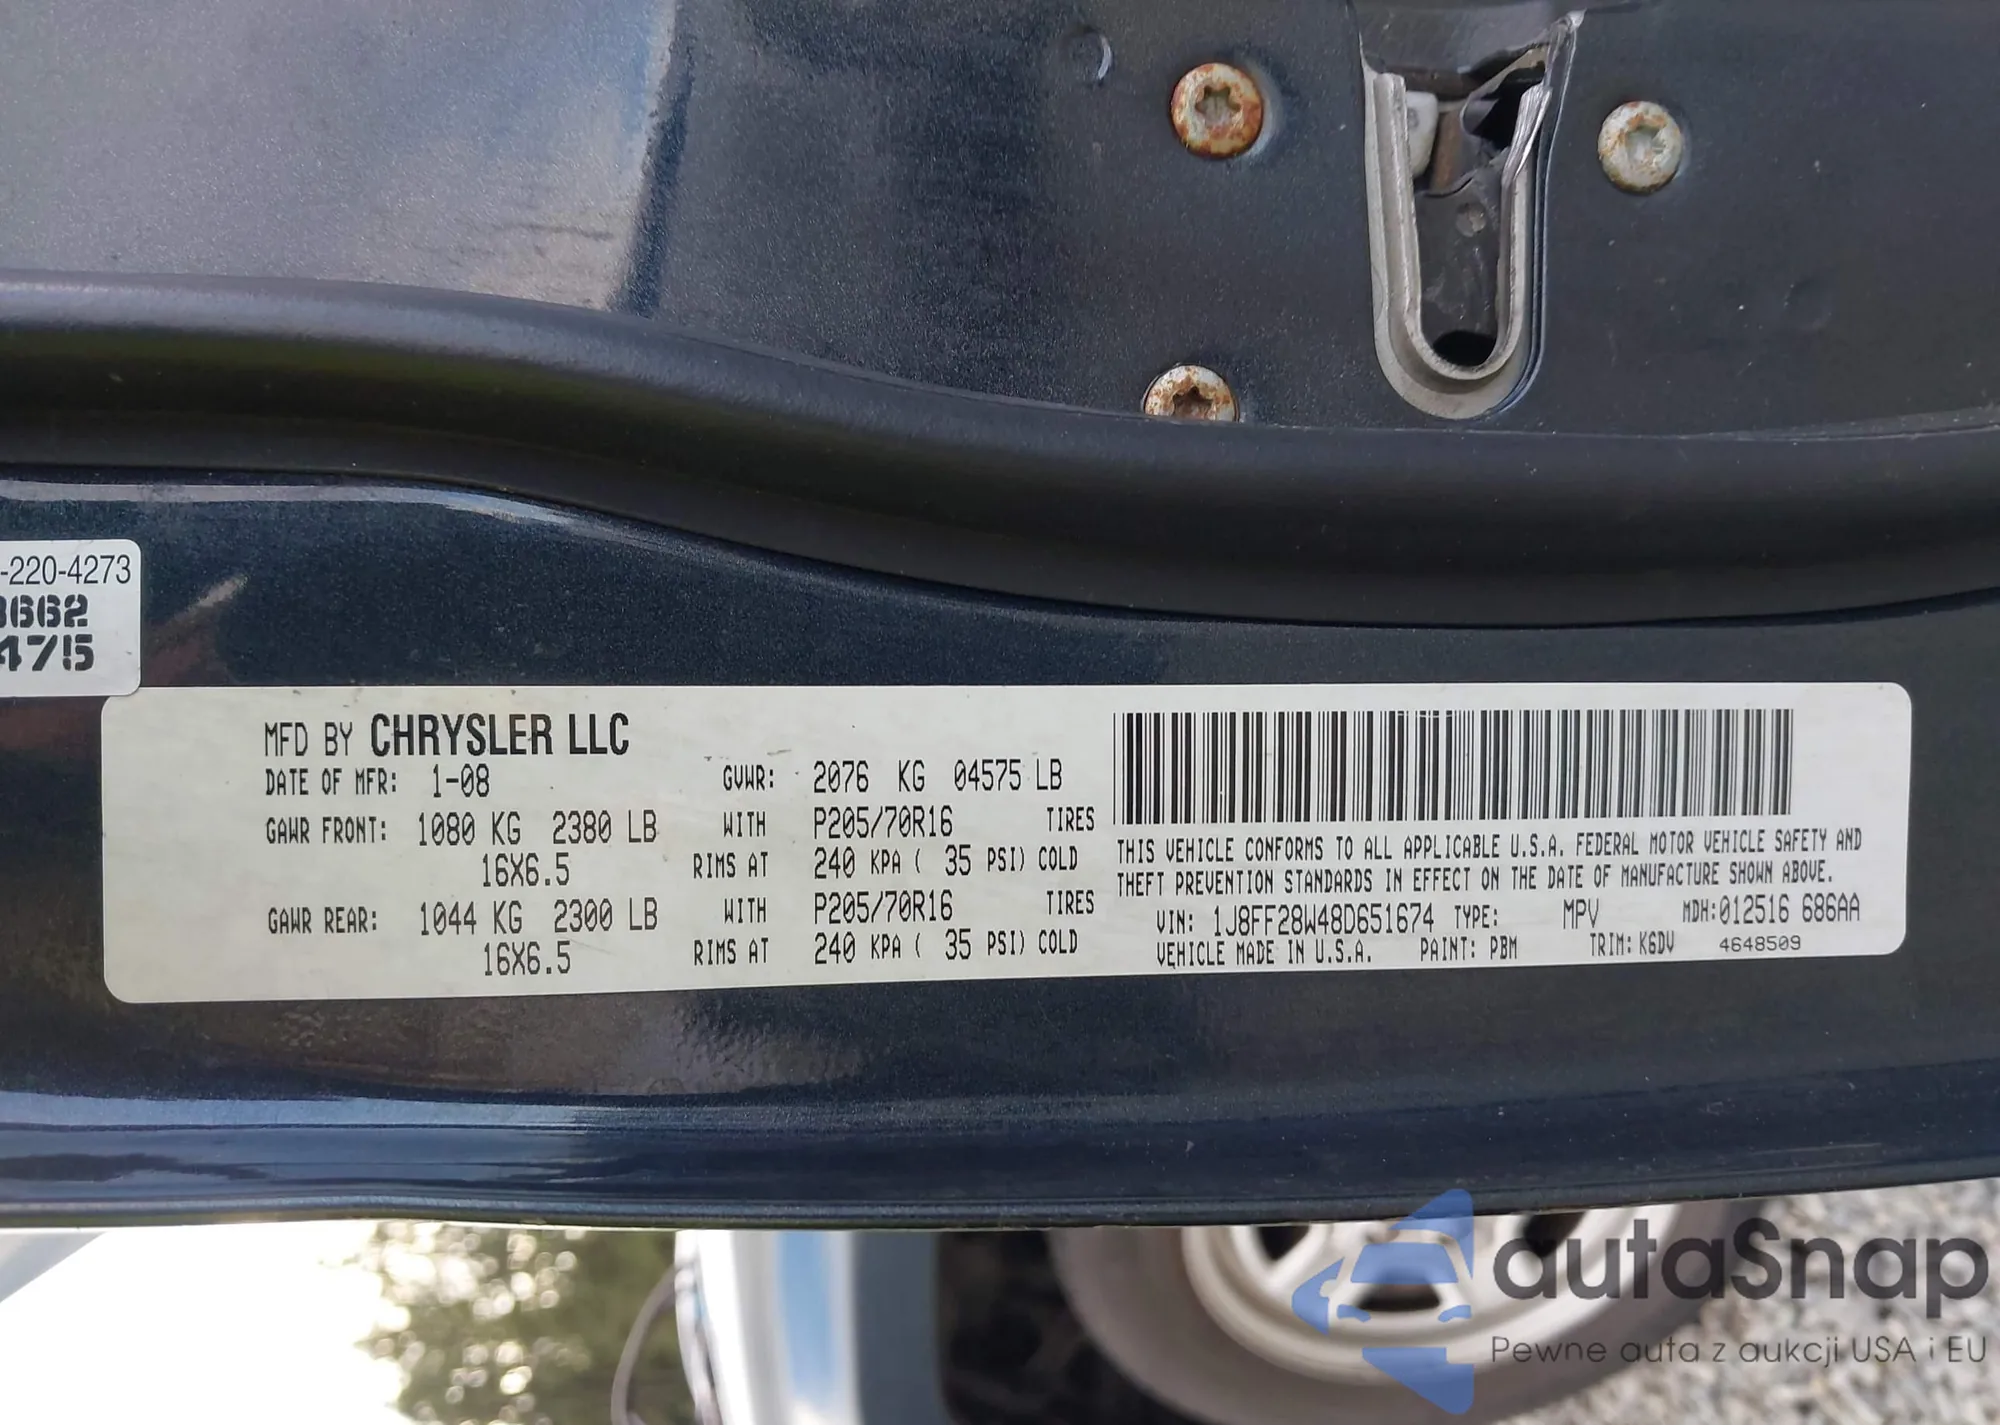 -220-4273
3662
475
MFD BY CHRYSLER LLC
DATE OF MFR: 1-08 GVWR: 2076 KG 04575 LB
GAWR FRONT: 1080 KG 2380 LB WITH P205/70R16 TIRES
16X6.5 RIMS AT 240 KPA ( 35 PSI) COLD
GAWR REAR: 1044 KG 2300 LB WITH P205/70R16 TIRES
16X6.5 RIMS AT 240 KPA ( 35 PSI) COLD
THIS VEHICLE CONFORMS TO ALL APPLICABLE U.S.A. FEDERAL MOTOR VEHICLE SAFETY AND
THEFT PREVENTION STANDARDS IN EFFECT ON THE DATE OF MANUFACTURE SHOWN ABOVE.
VIN: 1J8FF28W48D651674 TYPE: MPV MDH:012516 686AA
VEHICLE MADE IN U.S.A. PAINT: PBM TRIM: K6DV 4648509
autaSnap
Pewne auta z aukcji USA i EU